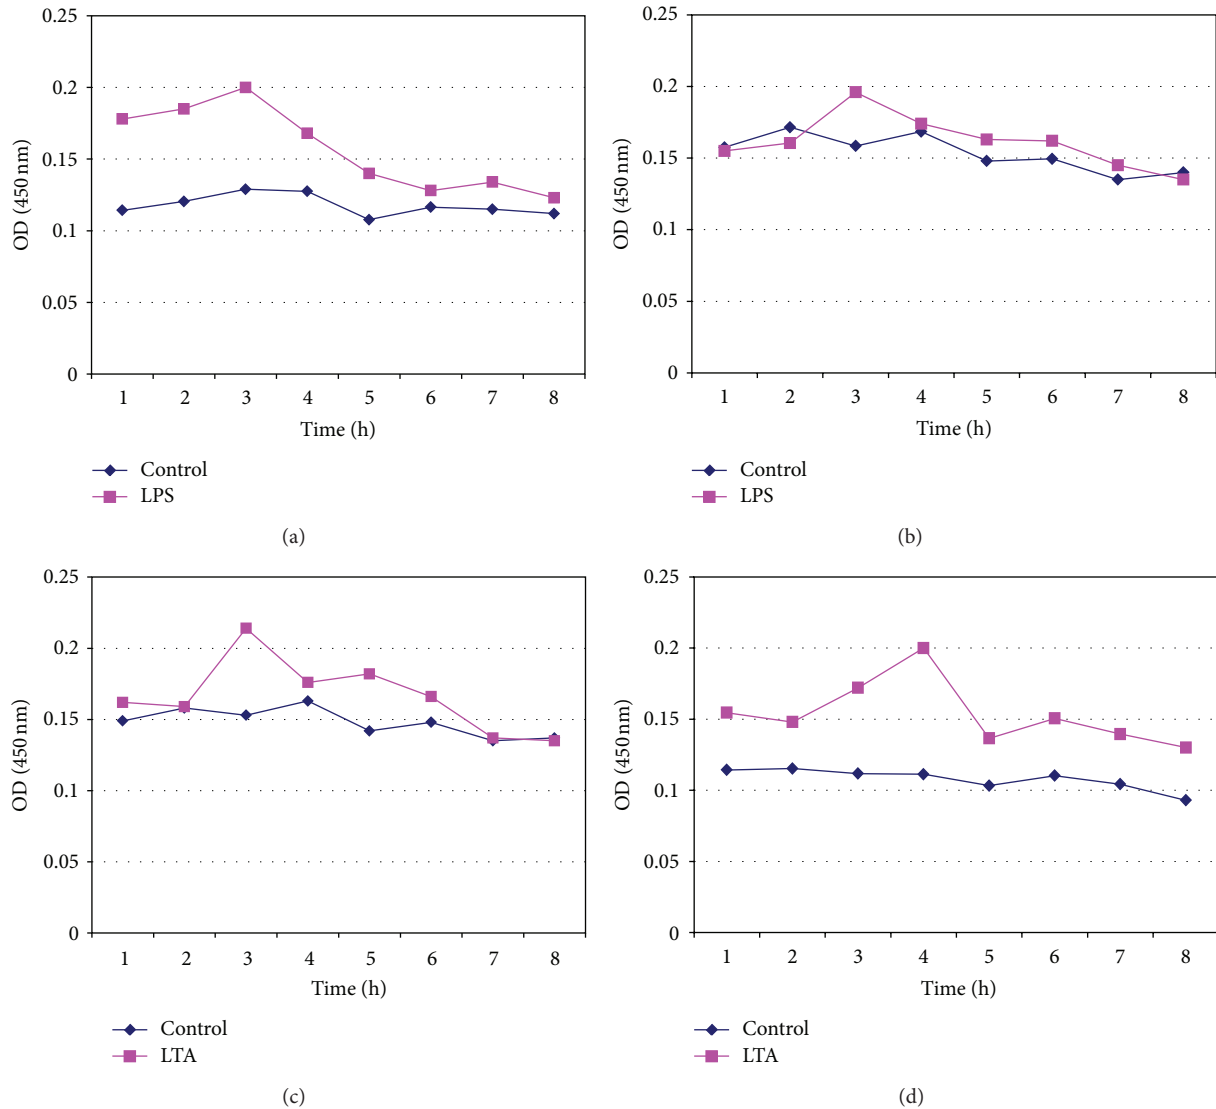 0.25
0.2
0.15
0.1
0.05
0
OD (450 nm)
1 2 3 4 5 6 7 8
Time (h)
Control
LPS
(a)
0.25
0.2
0.15
0.1
0.05
0
OD (450 nm)
1 2 3 4 5 6 7 8
Time (h)
Control
LPS
(b)
0.25
0.2
0.15
0.1
0.05
0
OD (450 nm)
1 2 3 4 5 6 7 8
Time (h)
Control
LTA
(c)
0.25
0.2
0.15
0.1
0.05
0
OD (450 nm)
1 2 3 4 5 6 7 8
Time (h)
Control
LTA
(d)